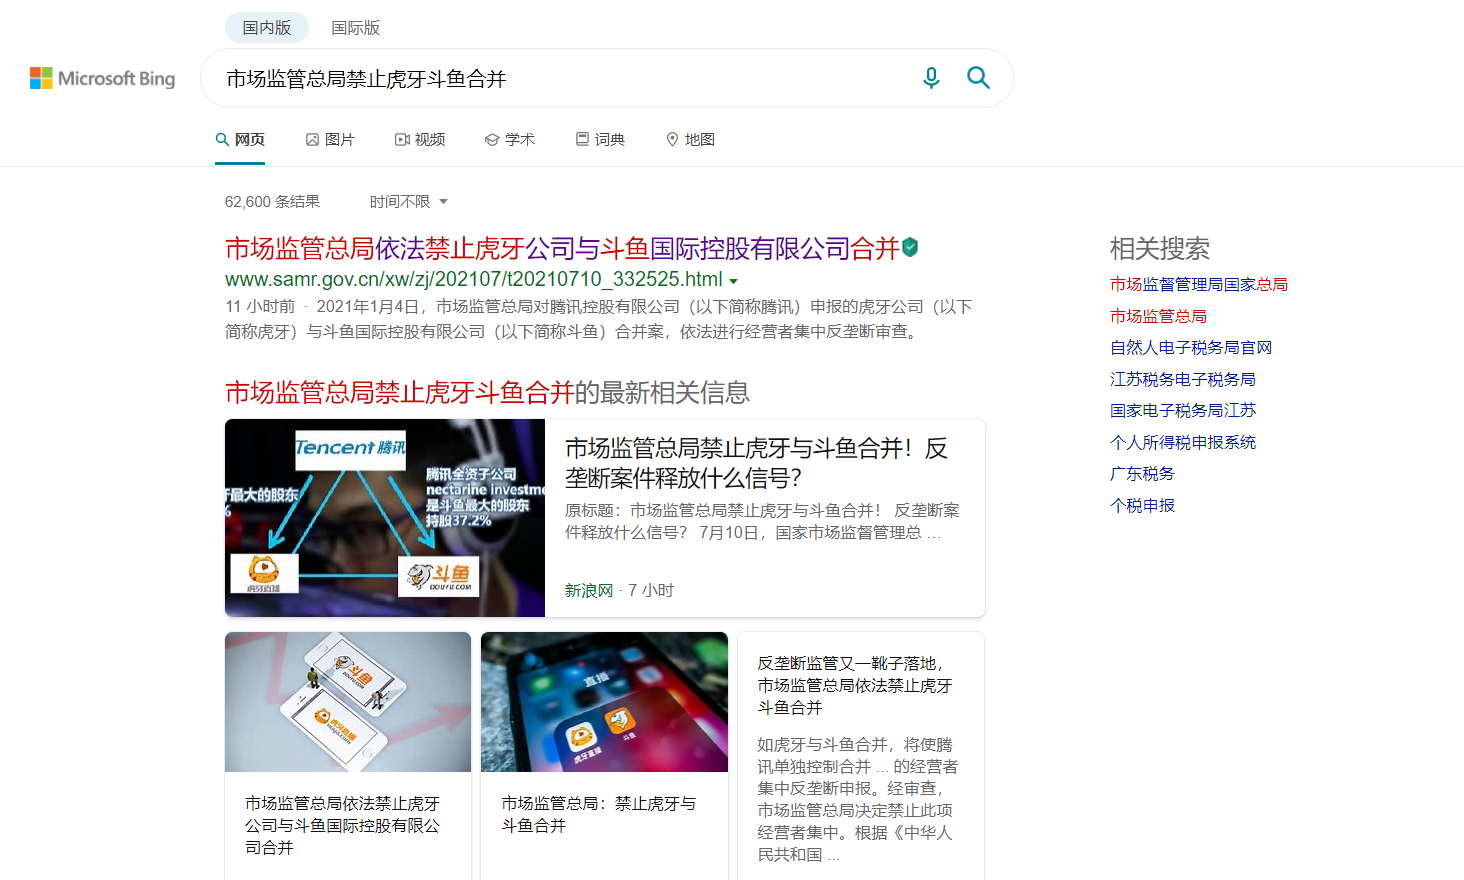 国内版
国际版
Microsoft Bing
市场监管总局禁止虎牙斗鱼合并
网页
图片
视频
学术
词典
地图
62,600 条结果
时间不限
市场监管总局依法禁止虎牙公司与斗鱼国际控股有限公司合并
www.samr.gov.cn/xw/zj/202107/t20210710_332525.html
11 小时前 · 2021年1月4日，市场监管总局对腾讯控股有限公司（以下简称腾讯）申报的虎牙公司（以下
简称虎牙）与斗鱼国际控股有限公司（以下简称斗鱼）合并案，依法进行经营者集中反垄断审查。
市场监管总局禁止虎牙斗鱼合并的最新相关信息
Tencent 腾讯
牙最大的股东
%
腾讯全资子公司
nectarine investme
是斗鱼最大的股东
持股37.2%
虎牙直播
斗鱼
DOUYU.COM
市场监管总局禁止虎牙与斗鱼合并！反
垄断案件释放什么信号？
原标题：市场监管总局禁止虎牙与斗鱼合并！ 反垄断案
件释放什么信号？ 7月10日，国家市场监督管理总 ...
新浪网 · 7 小时
斗鱼
DOUYU.COM
虎牙直播
huya.com
市场监管总局依法禁止虎牙
公司与斗鱼国际控股有限公
司合并
直播
虎牙直播
斗鱼
市场监管总局：禁止虎牙与
斗鱼合并
反垄断监管又一靴子落地，
市场监管总局依法禁止虎牙
斗鱼合并
如虎牙与斗鱼合并，将使腾
讯单独控制合并 ... 的经营者
集中反垄断申报。经审查，
市场监管总局决定禁止此项
经营者集中。根据《中华人
民共和国 ...
相关搜索
市场监督管理局国家总局
市场监管总局
自然人电子税务局官网
江苏税务电子税务局
国家电子税务局江苏
个人所得税申报系统
广东税务
个税申报